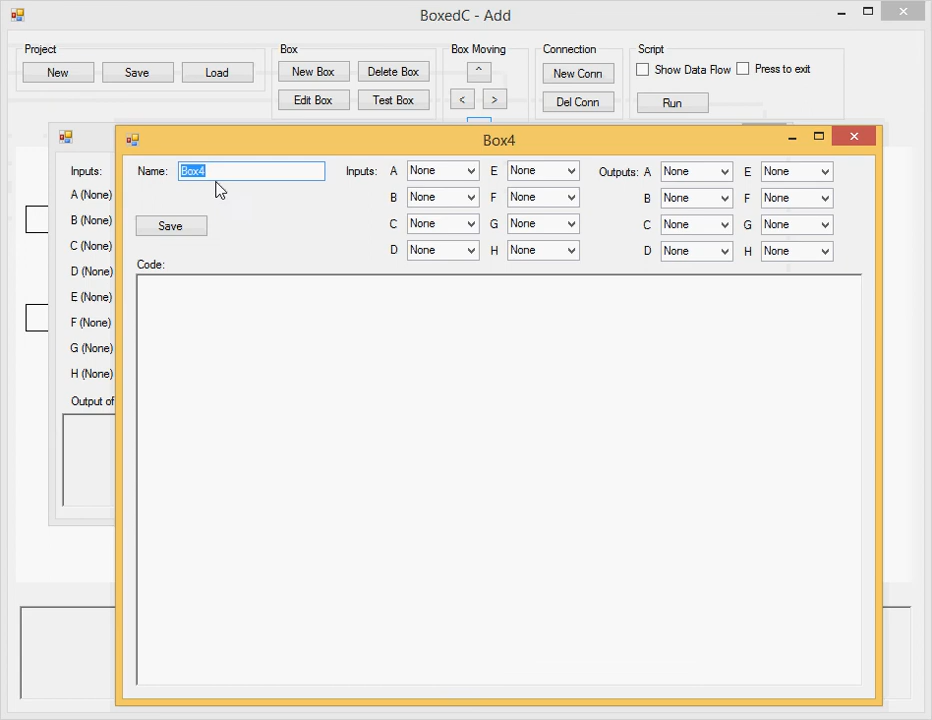 BoxedC - Add
Project
Box
Box Moving
Connection
Script
New
Save
Load
New Box
Delete Box
^
New Conn
Show Data Flow
Press to exit
Edit Box
Test Box
<
>
Del Conn
Run
Box4
Inputs:
A (None)
B (None)
C (None)
D (None)
E (None)
F (None)
G (None)
H (None)
Output of
Name:
Box4
Save
Inputs:
A None E None
B None F None
C None G None
D None H None
Outputs:
A None E None
B None F None
C None G None
D None H None
Code: